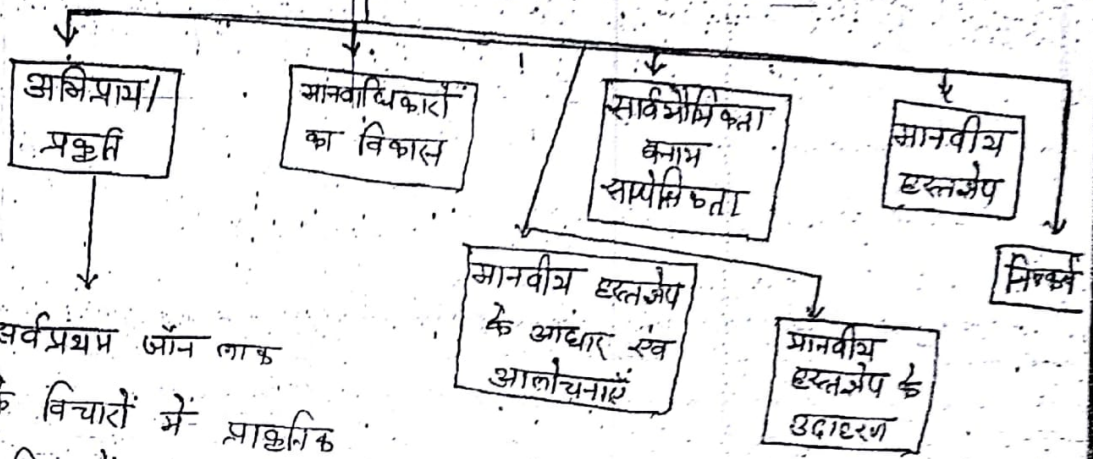 अभिप्राय/
प्रकृति
मानवाधिकारों
का विकास
सार्वभौमिकता
बनाम
सापेक्षिकता
मानवीय
हस्तक्षेप
निष्कर्ष
मानवीय हस्तक्षेप
के आधार एंव
आलोचनाएँ
मानवीय
हस्तक्षेप के
उदाहरण
सर्वप्रथम जॉन लाक
के विचारों में प्राकृतिक